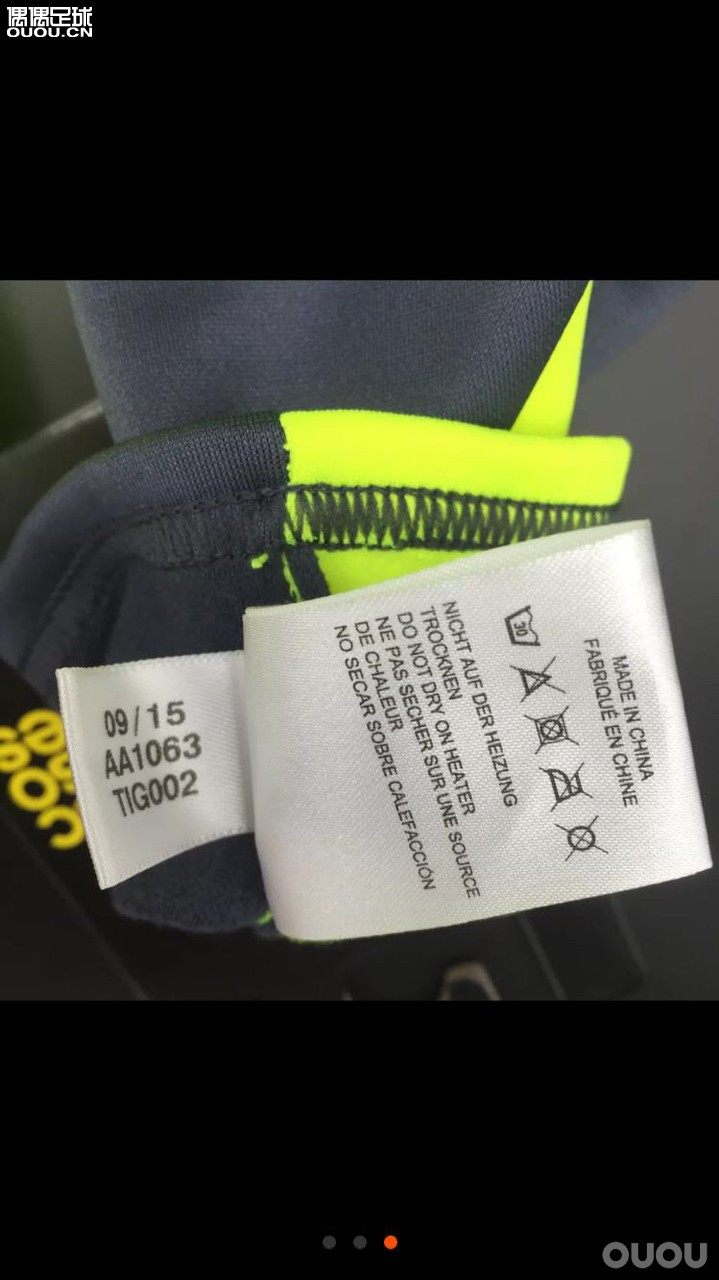 偶偶足球
OUOU.CN
09/15
AA1063
TIG002
30
MADE IN CHINA
FABRIQUÉ EN CHINE
NICHT AUF DER HEIZUNG
TROCKNEN
DO NOT DRY ON HEATER
NE PAS SECHER SUR UNE SOURCE
DE CHALEUR
NO SECAR SOBRE CALEFACCIÓN
OUOU